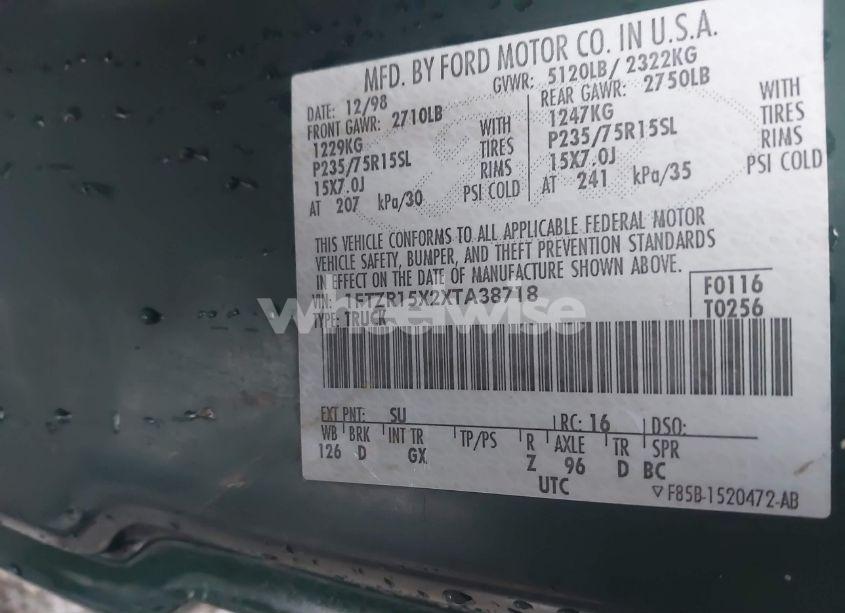 MFD. BY FORD MOTOR CO. IN U.S.A.
DATE: 12/98 GVWR: 5120LB/ 2322KG
FRONT GAWR: 2710LB REAR GAWR: 2750LB
1229KG WITH 1247KG WITH
P235/75R15SL TIRES P235/75R15SL TIRES
15X7.0J RIMS 15X7.0J RIMS
AT 207 kPa/30 PSI COLD AT 241 kPa/35 PSI COLD
THIS VEHICLE CONFORMS TO ALL APPLICABLE FEDERAL MOTOR
VEHICLE SAFETY, BUMPER, AND THEFT PREVENTION STANDARDS
IN EFFECT ON THE DATE OF MANUFACTURE SHOWN ABOVE.
VIN: 1FTZR15X2XTA38718 F0116
TYPE: TRUCK T0256
wheelwise
EXT PNT: SU RC: 16 DSO:
WB BRK INT TR TP/PS R AXLE TR SPR
126 D GX Z 96 D BC
UTC ▽F85B-1520472-AB